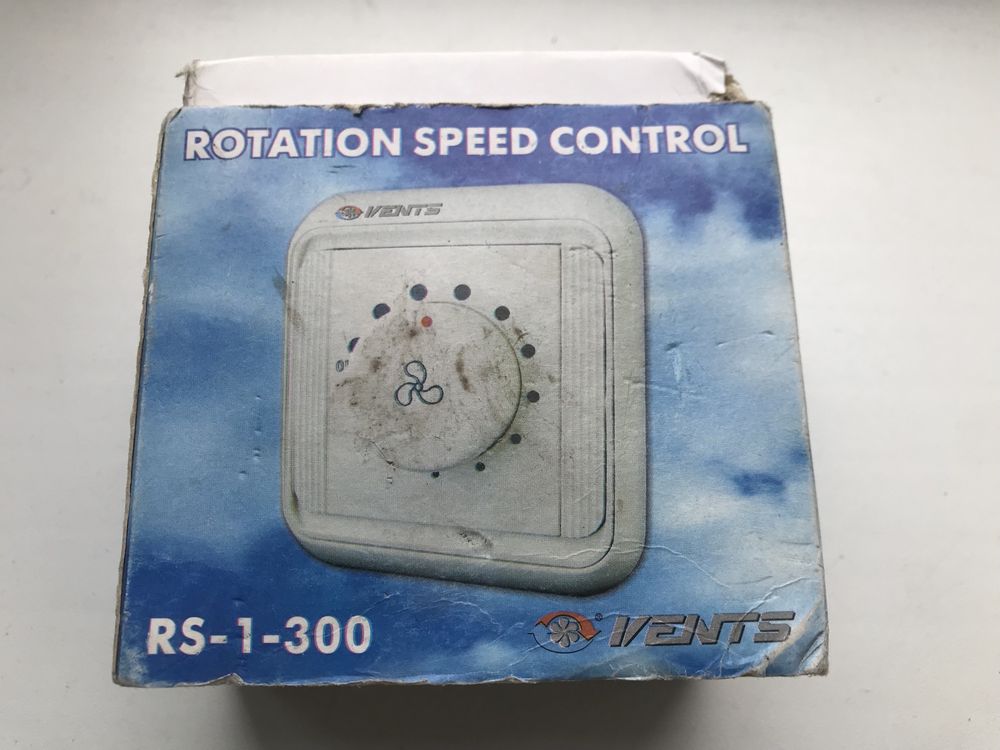 ROTATION SPEED CONTROL
VENTS
0"
RS-1-300
® VENTS